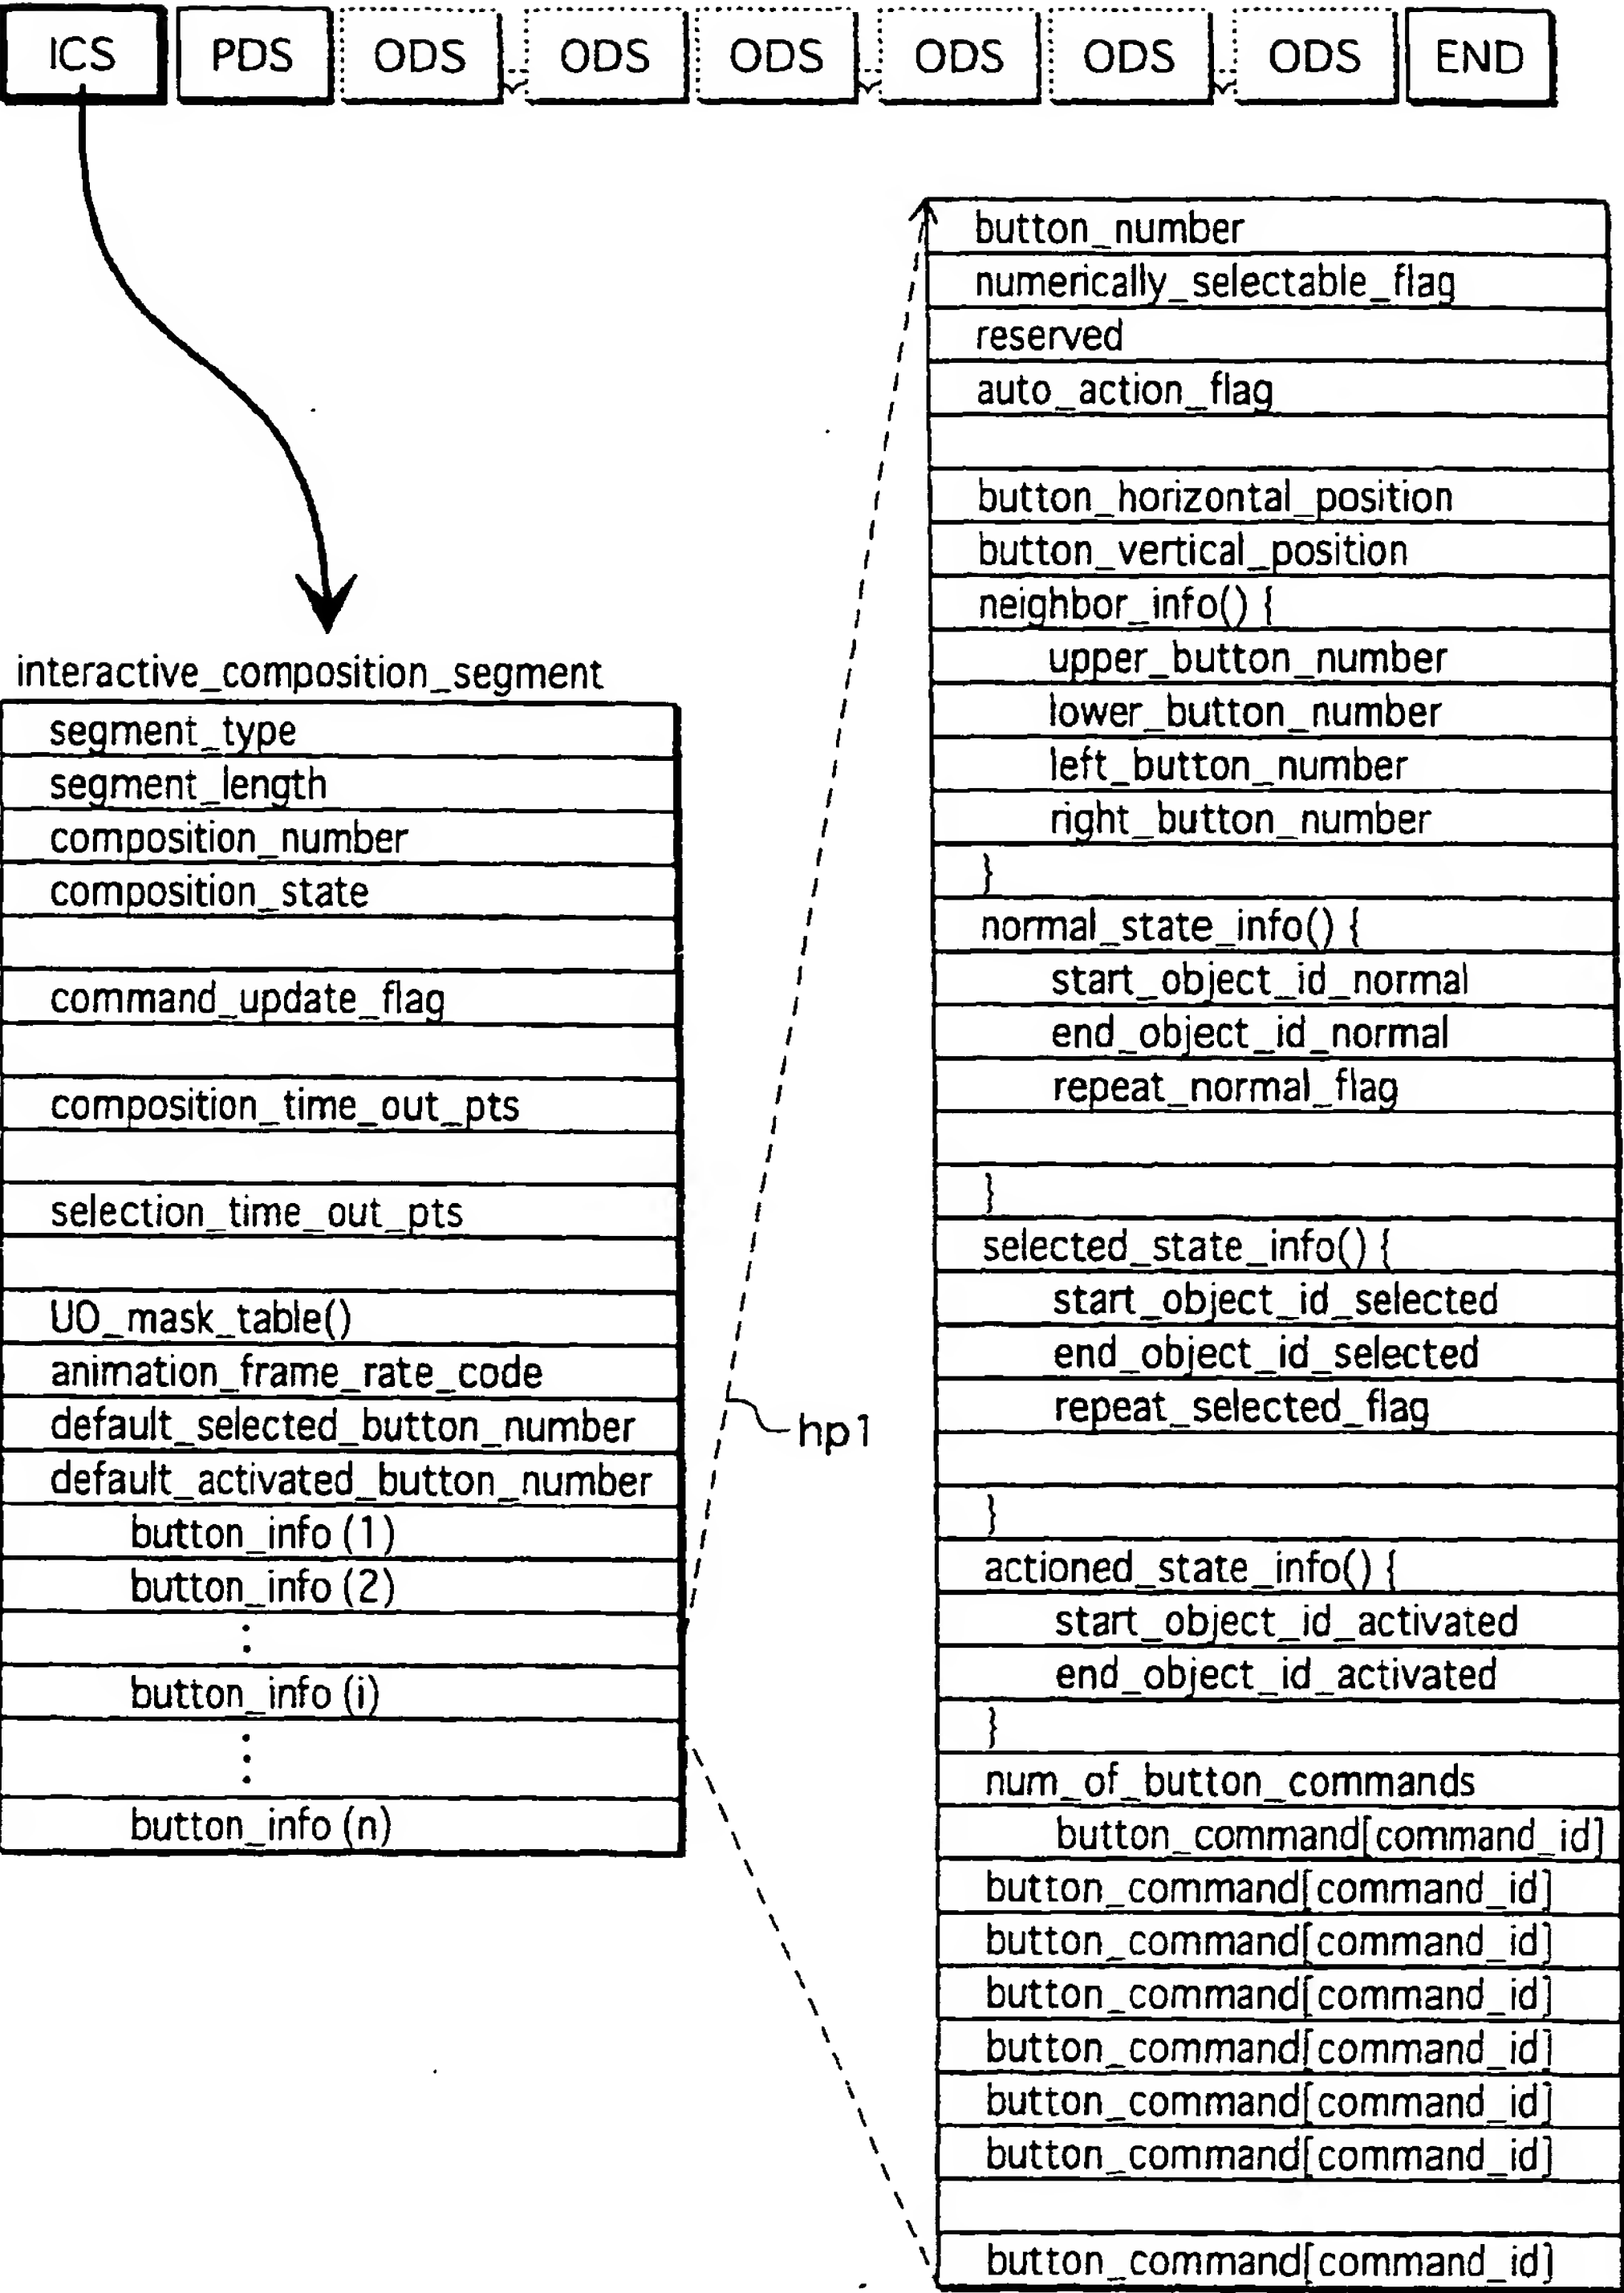 ICS PDS ODS ODS ODS ODS ODS ODS END
interactive_composition_segment
segment_type
segment_length
composition_number
composition_state
command_update_flag
composition_time_out_pts
selection_time_out_pts
UO_mask_table()
animation_frame_rate_code
default_selected_button_number
default_activated_button_number
button_info (1)
button_info (2)
button_info (i)
button_info (n)
hp1
button_number
numerically_selectable_flag
reserved
auto_action_flag
button_horizontal_position
button_vertical_position
neighbor_info() {
upper_button_number
lower_button_number
left_button_number
right_button_number
}
normal_state_info() {
start_object_id_normal
end_object_id_normal
repeat_normal_flag
}
selected_state_info() {
start_object_id_selected
end_object_id_selected
repeat_selected_flag
}
actioned_state_info() {
start_object_id_activated
end_object_id_activated
}
num_of_button_commands
button_command[command_id]
button_command[command_id]
button_command[command_id]
button_command[command_id]
button_command[command_id]
button_command[command_id]
button_command[command_id]
button_command[command_id]